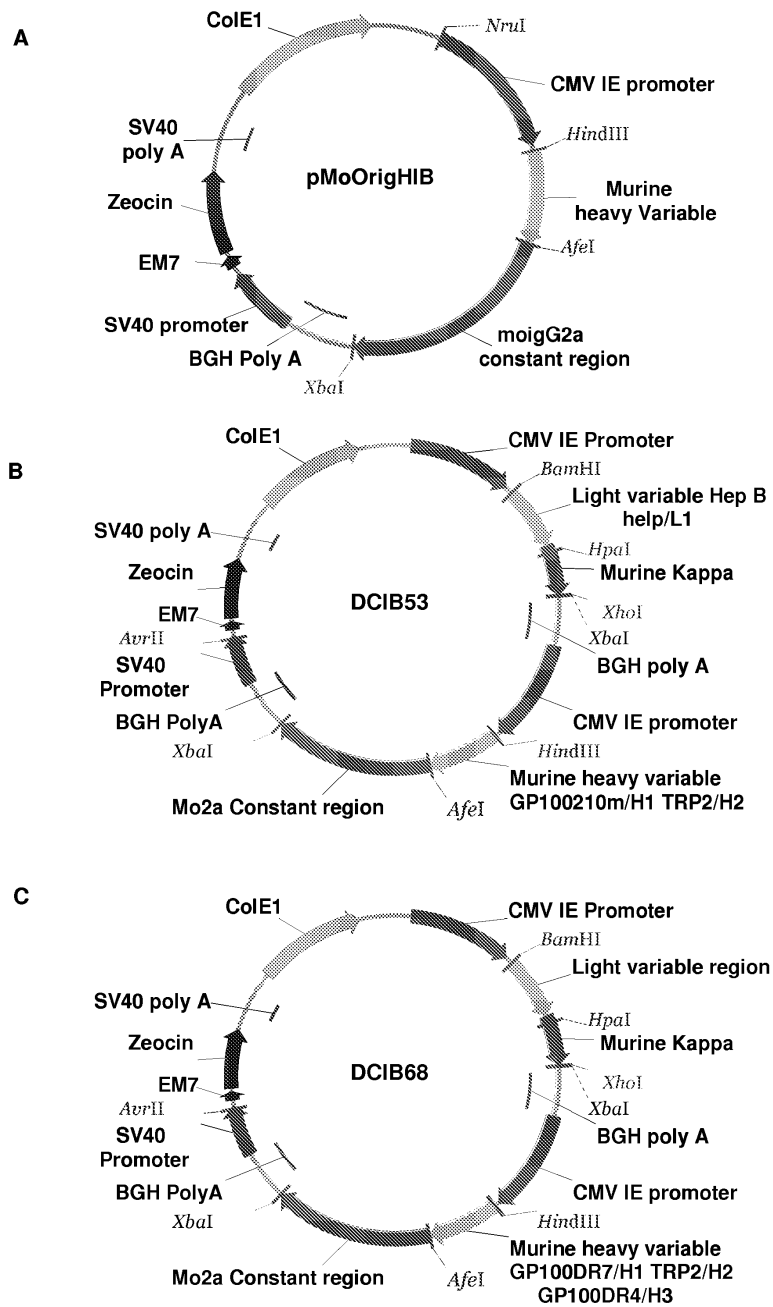 A
ColE1
NruI
CMV IE promoter
HindIII
SV40
poly A
pMoOrigHIB
Murine
heavy Variable
Zeocin
AfeI
EM7
SV40 promoter
moigG2a
constant region
BGH Poly A
XbaI
B
ColE1
CMV IE Promoter
BamHI
Light variable Hep B
help/L1
SV40 poly A
HpaI
Zeocin
Murine Kappa
DCIB53
EM7
XhoI
AvrII
XbaI
SV40
Promoter
BGH poly A
BGH PolyA
CMV IE promoter
XbaI
HindIII
Murine heavy variable
GP100210m/H1 TRP2/H2
Mo2a Constant region
AfeI
C
ColE1
CMV IE Promoter
BamHI
Light variable region
SV40 poly A
HpaI
Zeocin
Murine Kappa
DCIB68
EM7
XhoI
AvrII
XbaI
SV40
Promoter
BGH poly A
BGH PolyA
CMV IE promoter
XbaI
HindIII
Murine heavy variable
GP100DR7/H1 TRP2/H2
GP100DR4/H3
Mo2a Constant region
AfeI